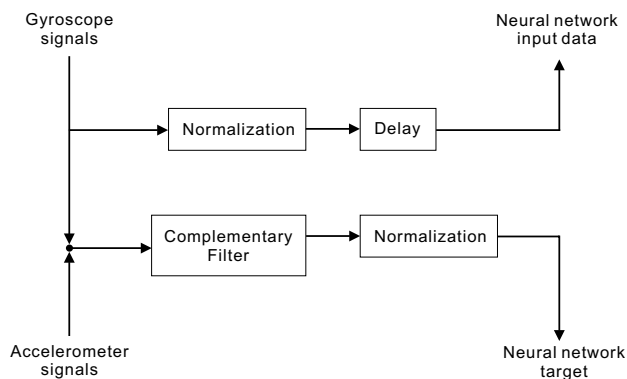 Gyroscope
signals
Neural network
input data
Normalization
Delay
Complementary
Filter
Normalization
Accelerometer
signals
Neural network
target